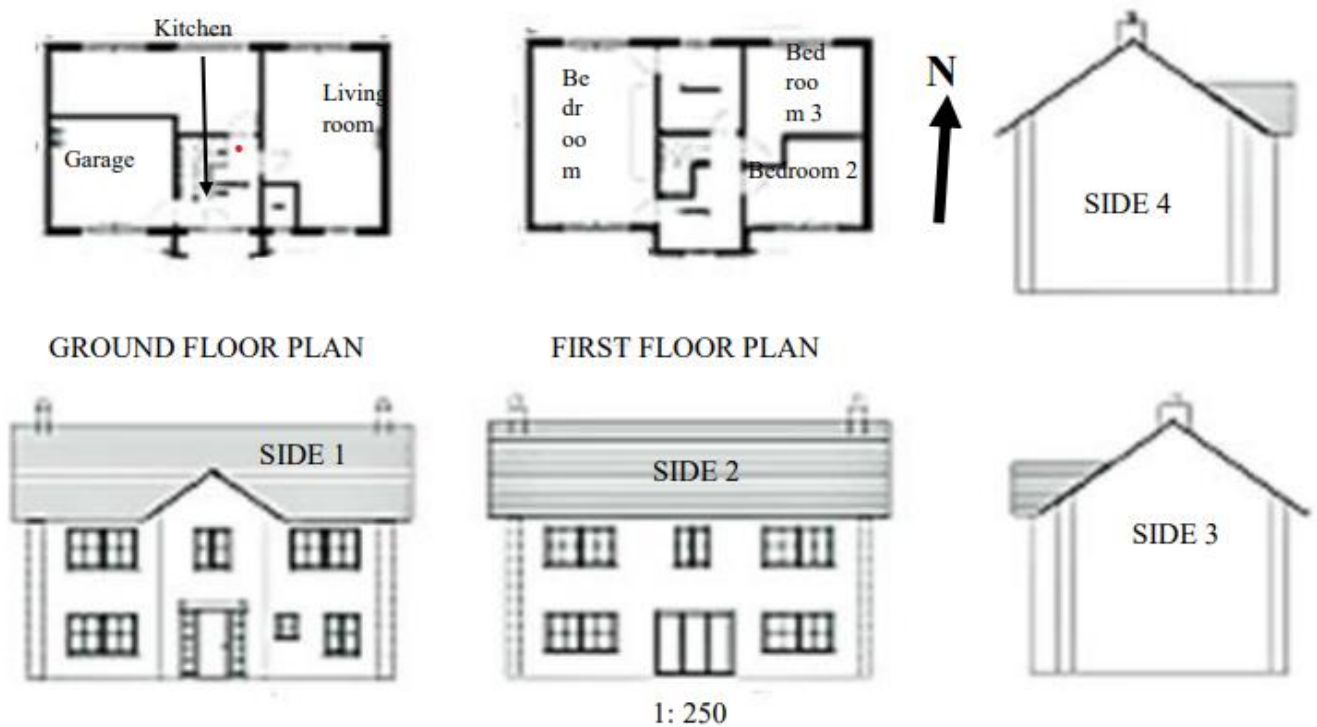 Kitchen
Living
room
Garage
Be
dr
oo
m
Bed
roo
m 3
Bedroom 2
N
SIDE 4
GROUND FLOOR PLAN
FIRST FLOOR PLAN
SIDE 1
SIDE 2
SIDE 3
1: 250